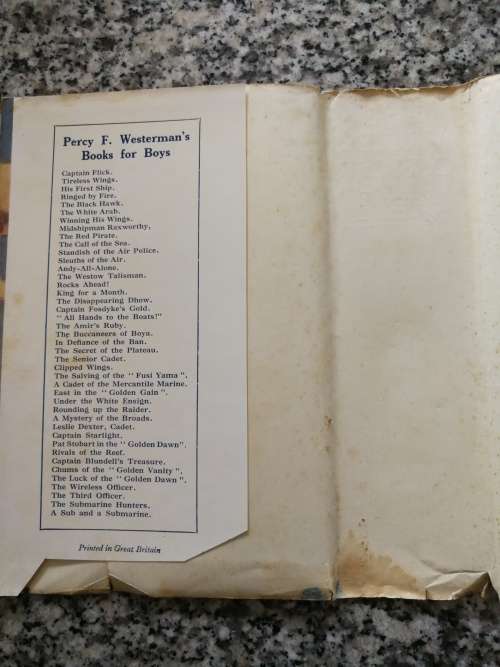 Percy F. Westerman's
Books for Boys
Captain Flick.
Tireless Wings.
His First Ship.
Ringed by Fire.
The Black Hawk.
The White Arab.
Winning His Wings.
Midshipman Raxworthy.
The Red Pirate.
The Call of the Sea.
Standish of the Air Police.
Sleuths of the Air.
Andy-All-Alone.
The Westow Talisman.
Rocks Ahead!
King for a Month.
The Disappearing Dhow.
Captain Fosdyke's Gold.
"All Hands to the Boats!"
The Amir's Ruby.
The Buccaneers of Boya.
In Defiance of the Ban.
The Secret of the Plateau.
The Senior Cadet.
Clipped Wings.
The Salving of the "Fusi Yama".
A Cadet of the Mercantile Marine.
East in the "Golden Gain".
Under the White Ensign.
Rounding up the Raider.
A Mystery of the Broads.
Leslie Dexter, Cadet.
Captain Starlight.
Pat Stobart in the "Golden Dawn".
Rivals of the Reef.
Captain Blundell's Treasure.
Chums of the "Golden Vanity".
The Luck of the "Golden Dawn".
The Wireless Officer.
The Third Officer.
The Submarine Hunters.
A Sub and a Submarine.
Printed in Great Britain